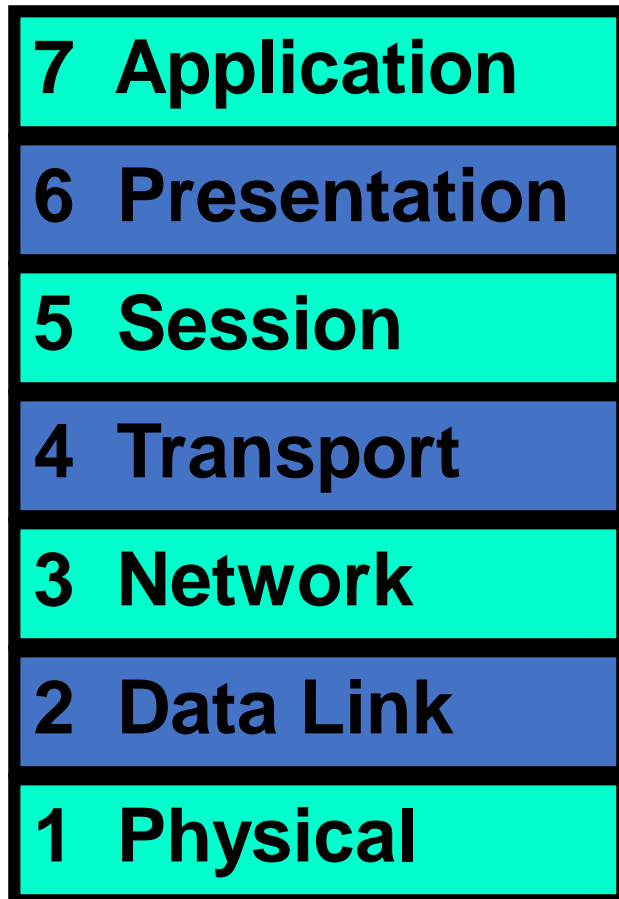 7 Application
6 Presentation
5 Session
4 Transport
3 Network
2 Data Link
1 Physical